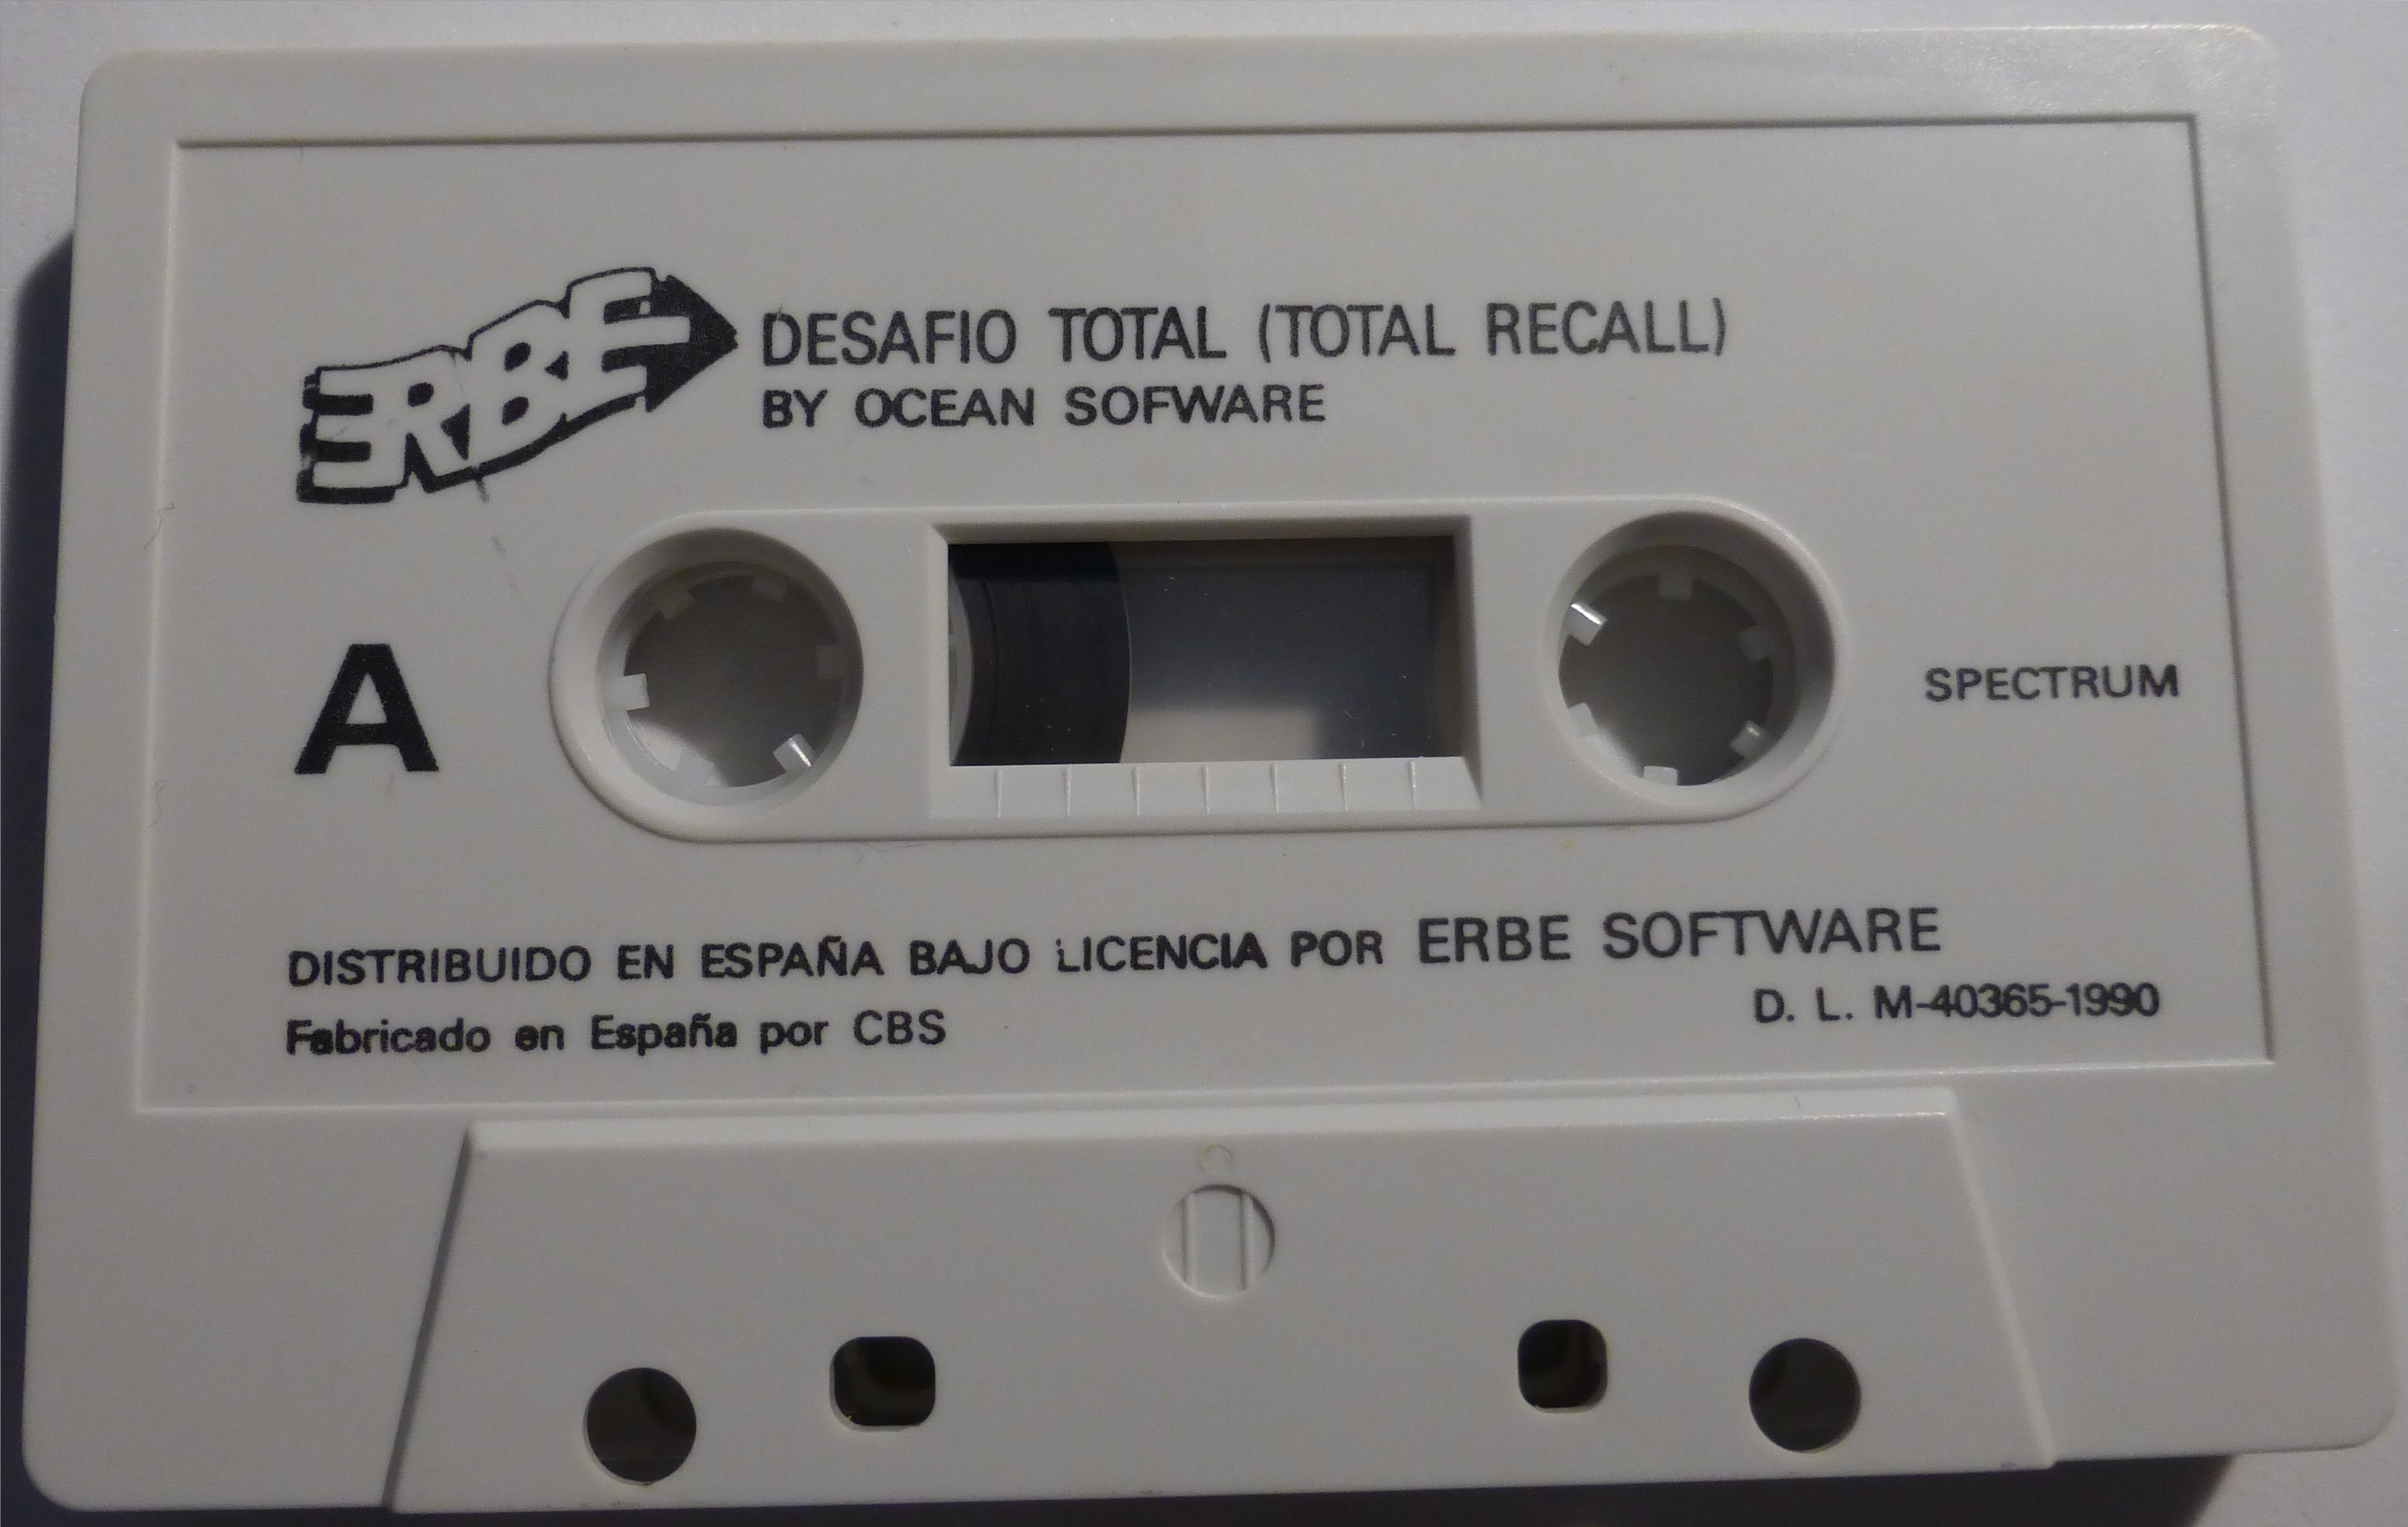 ERBE
DESAFIO TOTAL (TOTAL RECALL)
BY OCEAN SOFWARE
A
SPECTRUM
DISTRIBUIDO EN ESPAÑA BAJO LICENCIA POR ERBE SOFTWARE
D. L. M-40365-1990
Fabricado en España por CBS